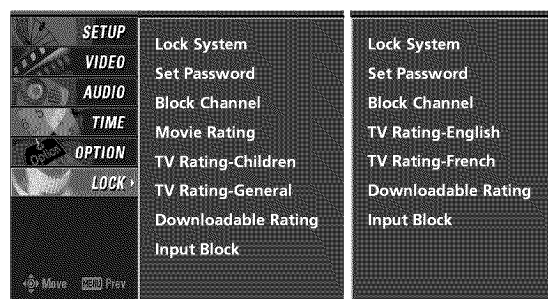 SETUP
VIDEO
AUDIO
TIME
Option
OPTION
LOCK
Move MENU Prev
Lock System
Set Password
Block Channel
Movie Rating
TV Rating-Children
TV Rating-General
Downloadable Rating
Input Block
Lock System
Set Password
Block Channel
TV Rating-English
TV Rating-French
Downloadable Rating
Input Block